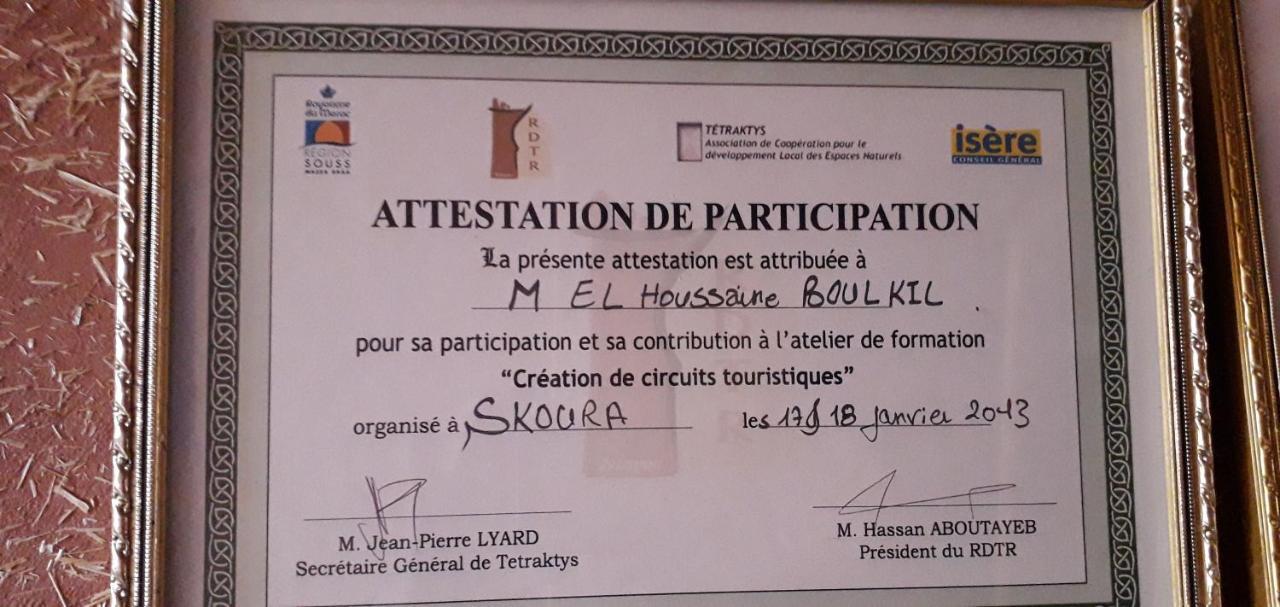 Royaume
du Maroc
RÉGION
SOUSS
MASSA DRAA
RDTR
TÉTRAKTYS
Association de Coopération pour le
développement Local des Espaces Naturels
isère
CONSEIL GÉNÉRAL
ATTESTATION DE PARTICIPATION
La présente attestation est attribuée à
M EL Houssaine BOULKIL .
pour sa participation et sa contribution à l'atelier de formation
“Création de circuits touristiques”
organisé à SKOURA les 17& 18 janvier 2013
M. Jean-Pierre LYARD
Secrétaire Général de Tetraktys
M. Hassan ABOUTAYEB
Président du RDTR